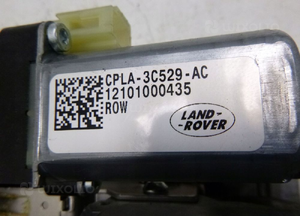 CPLA-3C529-AC
12101000435
ROW
LAND-
-ROVER